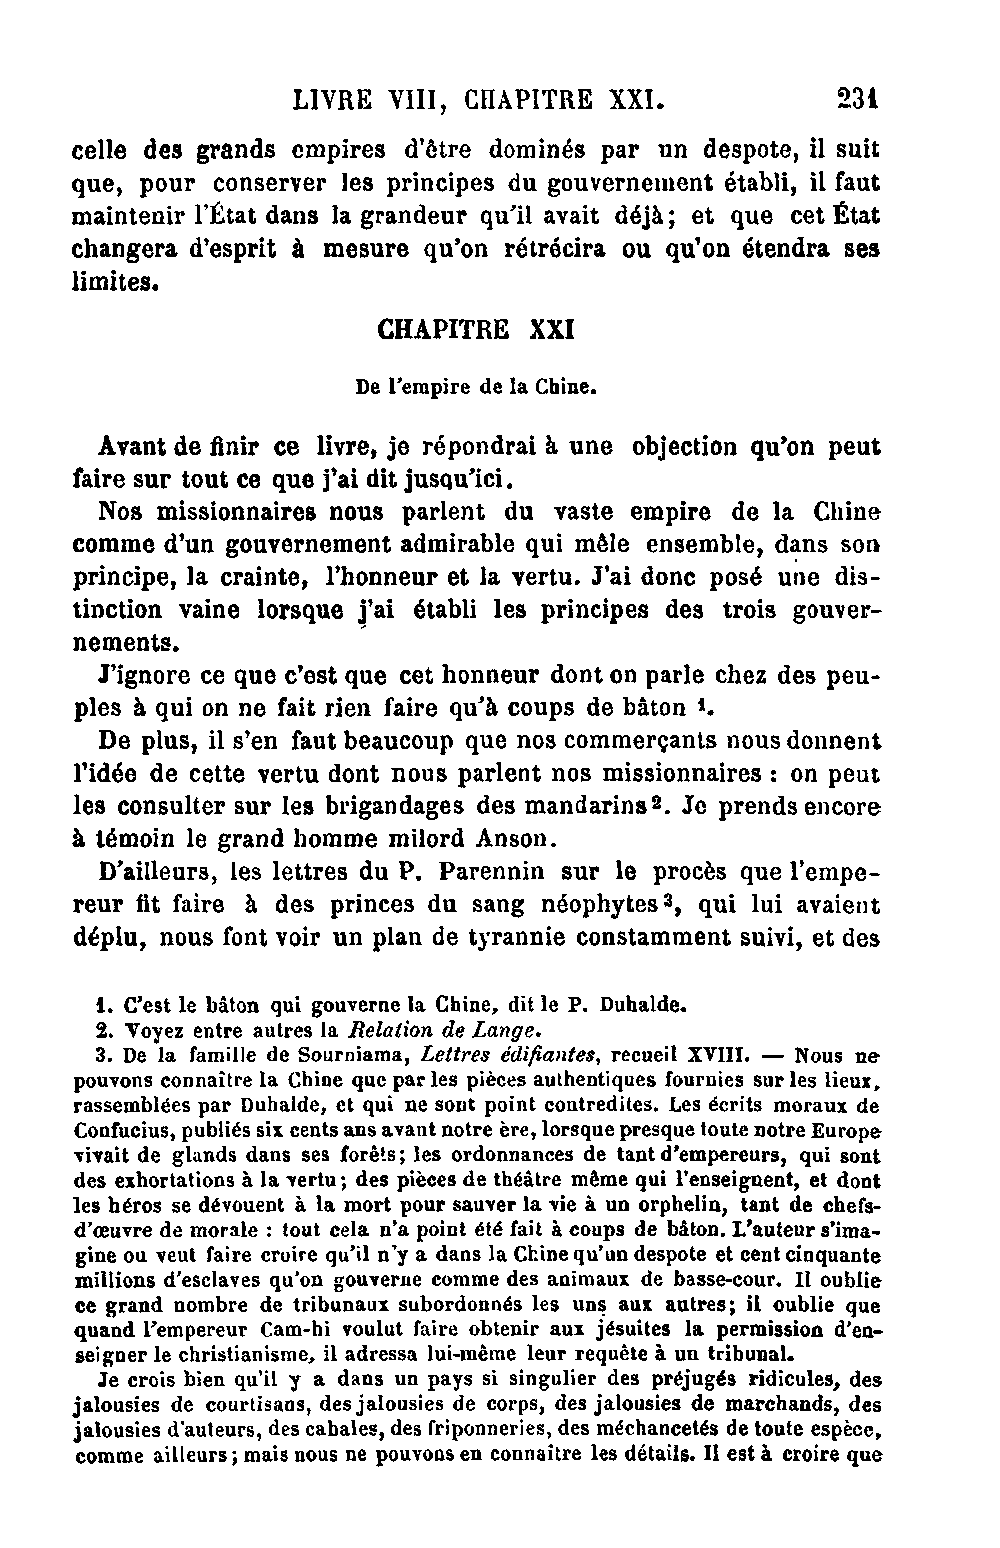 LIVRE VIII, CHAPITRE XXI. 231
celle des grands empires d'être dominés par un despote, il suit
que, pour conserver les principes du gouvernement établi, il faut
maintenir l'État dans la grandeur qu'il avait déjà; et que cet État
changera d'esprit à mesure qu'on rétrécira ou qu'on étendra ses
limites.
CHAPITRE XXI
De l'empire de la Chine.
Avant de finir ce livre, je répondrai à une objection qu'on peut
faire sur tout ce que j'ai dit jusqu'ici.
Nos missionnaires nous parlent du vaste empire de la Chine
comme d'un gouvernement admirable qui mêle ensemble, dans son
principe, la crainte, l'honneur et la vertu. J'ai donc posé une dis-
tinction vaine lorsque j'ai établi les principes des trois gouver-
nements.
J'ignore ce que c'est que cet honneur dont on parle chez des peu-
ples à qui on ne fait rien faire qu'à coups de bâton 1.
De plus, il s'en faut beaucoup que nos commerçants nous donnent
l'idée de cette vertu dont nous parlent nos missionnaires : on peut
les consulter sur les brigandages des mandarins 2. Je prends encore
à témoin le grand homme milord Anson.
D'ailleurs, les lettres du P. Parennin sur le procès que l'empe-
reur fit faire à des princes du sang néophytes 3, qui lui avaient
déplu, nous font voir un plan de tyrannie constamment suivi, et des
1. C'est le bâton qui gouverne la Chine, dit le P. Duhalde.
2. Voyez entre autres la Relation de Lange.
3. De la famille de Sourniama, Lettres édifiantes, recueil XVIII. — Nous ne
pouvons connaître la Chine que par les pièces authentiques fournies sur les lieux,
rassemblées par Duhalde, et qui ne sont point contredites. Les écrits moraux de
Confucius, publiés six cents ans avant notre ère, lorsque presque toute notre Europe
vivait de glands dans ses forêts; les ordonnances de tant d'empereurs, qui sont
des exhortations à la vertu; des pièces de théâtre même qui l'enseignent, et dont
les héros se dévouent à la mort pour sauver la vie à un orphelin, tant de chefs-
d'œuvre de morale : tout cela n'a point été fait à coups de bâton. L'auteur s'ima-
gine ou veut faire croire qu'il n'y a dans la Chine qu'un despote et cent cinquante
millions d'esclaves qu'on gouverne comme des animaux de basse-cour. Il oublie
ce grand nombre de tribunaux subordonnés les uns aux autres; il oublie que
quand l'empereur Cam-hi voulut faire obtenir aux jésuites la permission d'en-
seigner le christianisme, il adressa lui-même leur requête à un tribunal.
Je crois bien qu'il y a dans un pays si singulier des préjugés ridicules, des
jalousies de courtisans, des jalousies de corps, des jalousies de marchands, des
jalousies d'auteurs, des cabales, des friponneries, des méchancetés de toute espèce,
comme ailleurs; mais nous ne pouvons en connaître les détails. Il est à croire que